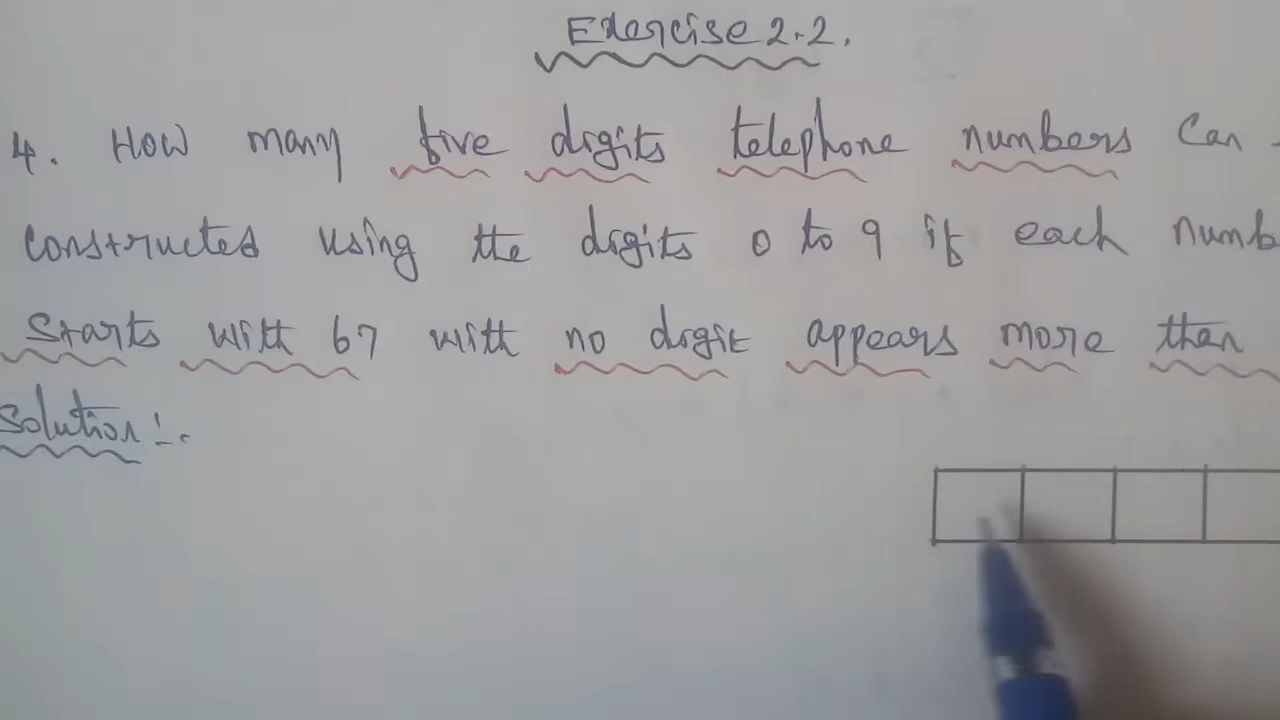 Exercise 2.2.
4. How many five digits telephone numbers can
constructed using the digits 0 to 9 if each numb
starts with 67 with no digit appears more than
Solution:-